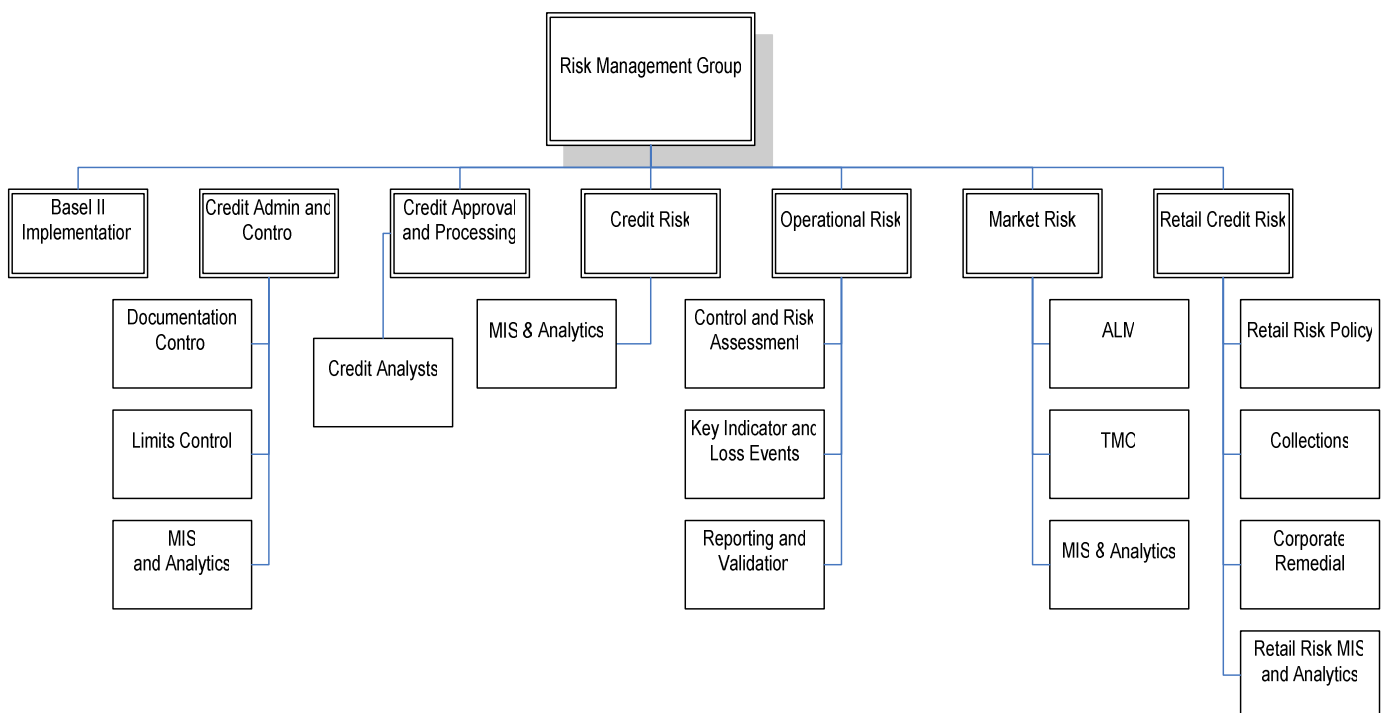 Risk Management Group
Basel II
Implementation
Credit Admin and
Contro
Credit Approval
and Processing
Credit Risk
Operational Risk
Market Risk
Retail Credit Risk
Documentation
Contro
Limits Control
MIS
and Analytics
Credit Analysts
MIS & Analytics
Control and Risk
Assessment
Key Indicator and
Loss Events
Reporting and
Validation
ALM
TMO
MIS & Analytics
Retail Risk Policy
Collections
Corporate
Remedial
Retail Risk MIS
and Analytics